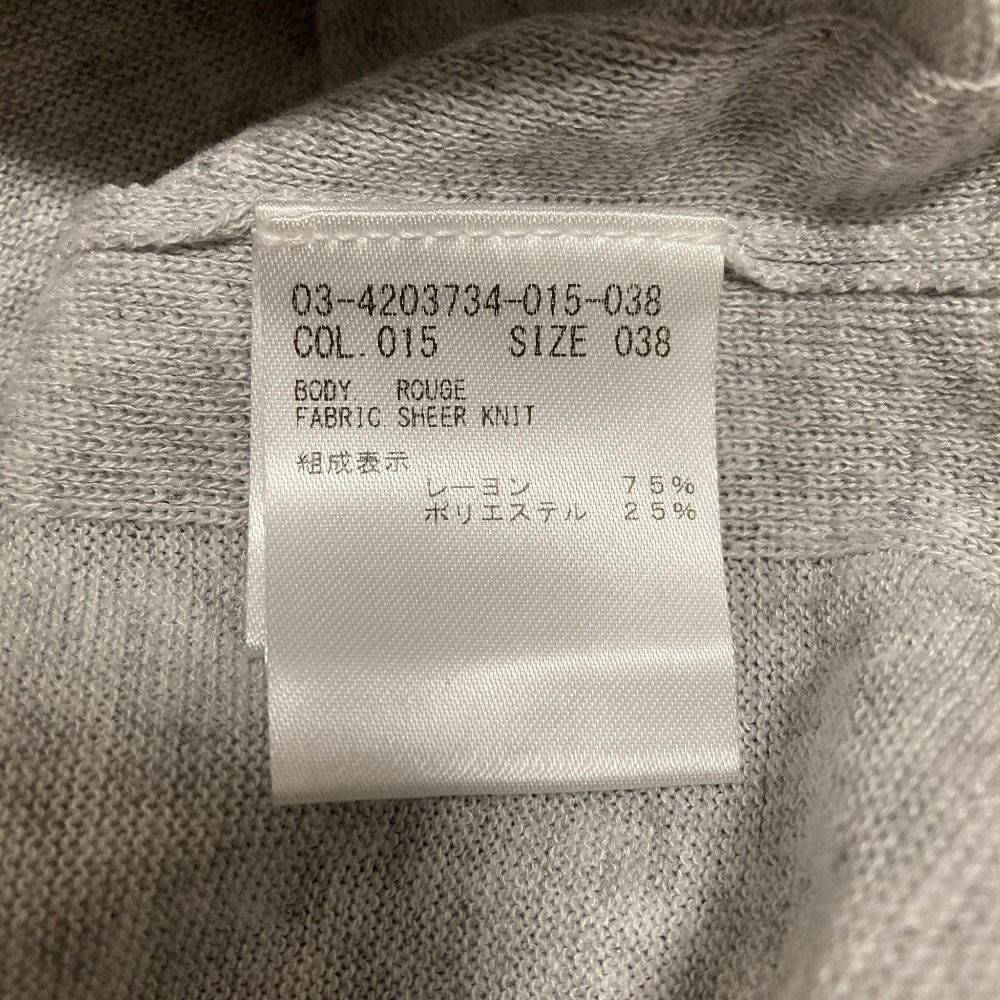 03-4203734-015-038
COL.015 SIZE 038
BODY. ROUGE
FABRIC SHEER KNIT
組成表示
レーヨン 75%
ポリエステル 25%